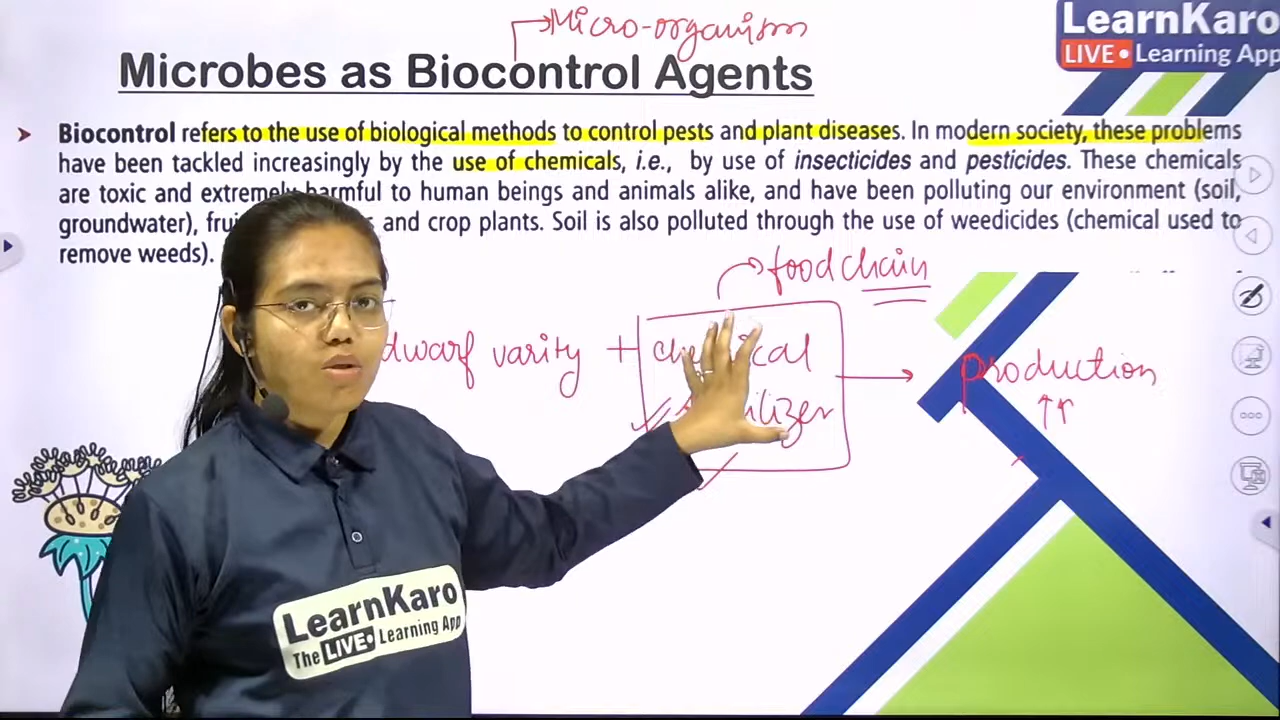 Micro-organism
LearnKaro
LIVE• Learning App
Microbes as Biocontrol Agents
Biocontrol refers to the use of biological methods to control pests and plant diseases. In modern society, these problems
have been tackled increasingly by the use of chemicals, i.e., by use of insecticides and pesticides. These chemicals
are toxic and extremely harmful to human beings and animals alike, and have been polluting our environment (soil,
groundwater), and crop plants. Soil is also polluted through the use of weedicides (chemical used to
remove weeds).
food chain
dwarf varity + chemical
production
LearnKaro
The LIVE• Learning App